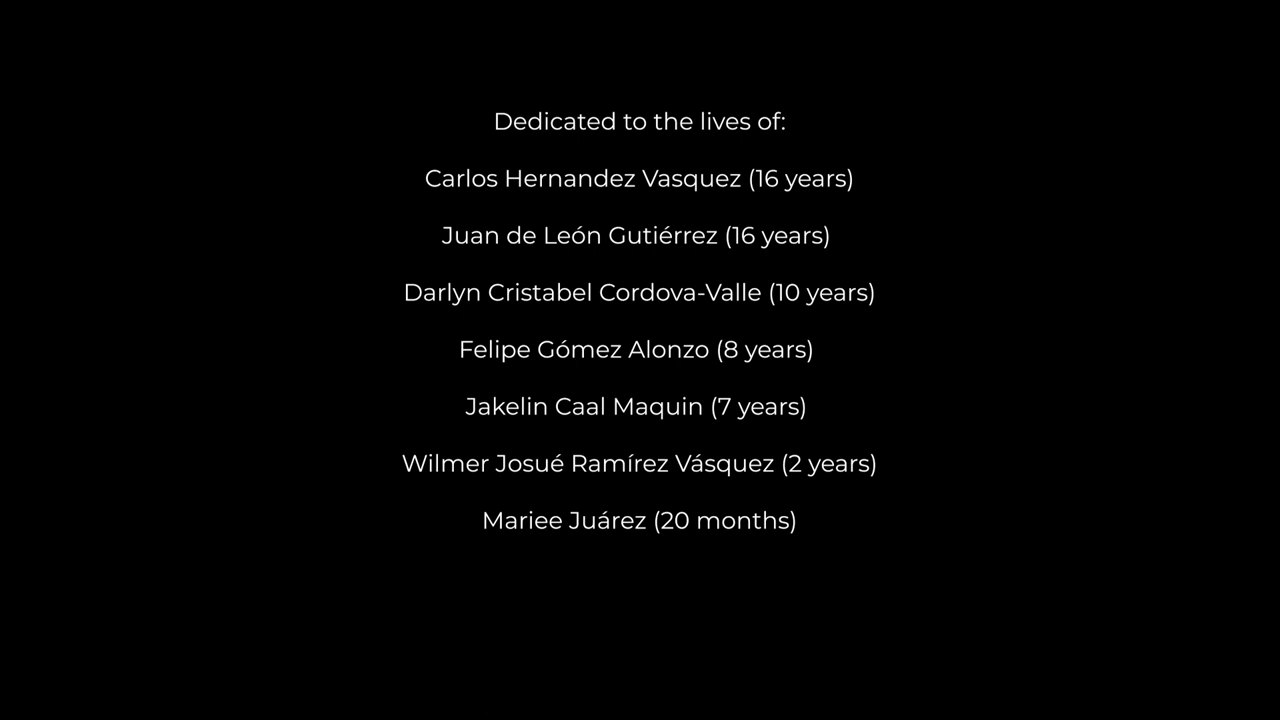 Dedicated to the lives of:
Carlos Hernandez Vasquez (16 years)
Juan de León Gutiérrez (16 years)
Darlyn Cristabel Cordova-Valle (10 years)
Felipe Gómez Alonzo (8 years)
Jakelin Caal Maquin (7 years)
Wilmer Josué Ramírez Vásquez (2 years)
Mariee Juárez (20 months)